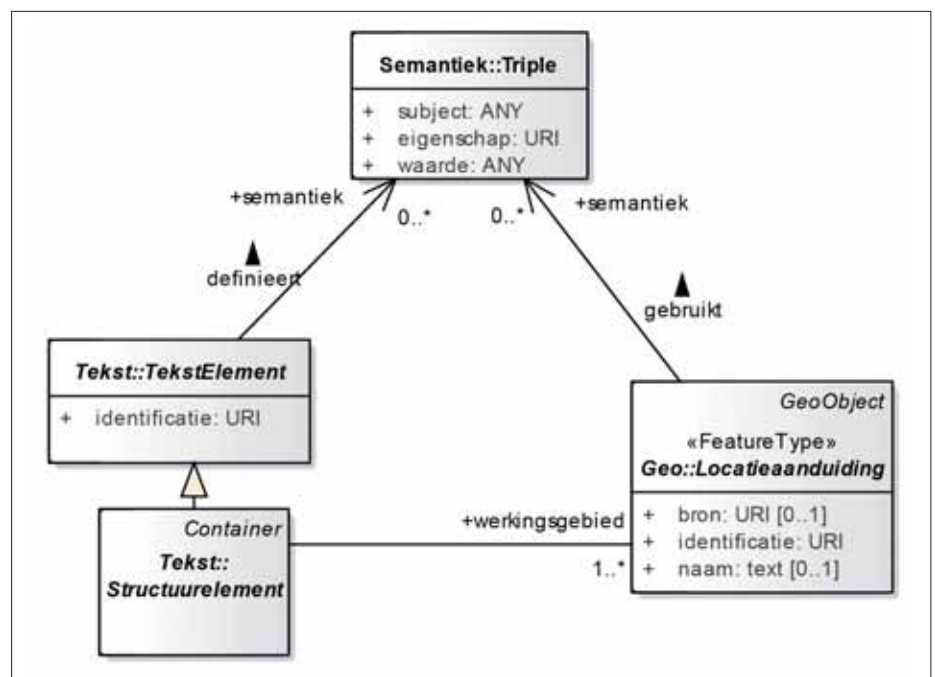 Semantiek::Triple
+ subject: ANY
+ eigenschap: URI
+ waarde: ANY
+semantiek
0..*
0..*
+semantiek
definieert
gebruikt
Tekst::TekstElement
+ identificatie: URI
GeoObject
«FeatureType»
Geo::Locatieaanduiding
+ bron: URI [0..1]
+ identificatie: URI
+ naam: text [0..1]
Container
Tekst::
Structuurelement
+werkingsgebied
1..*